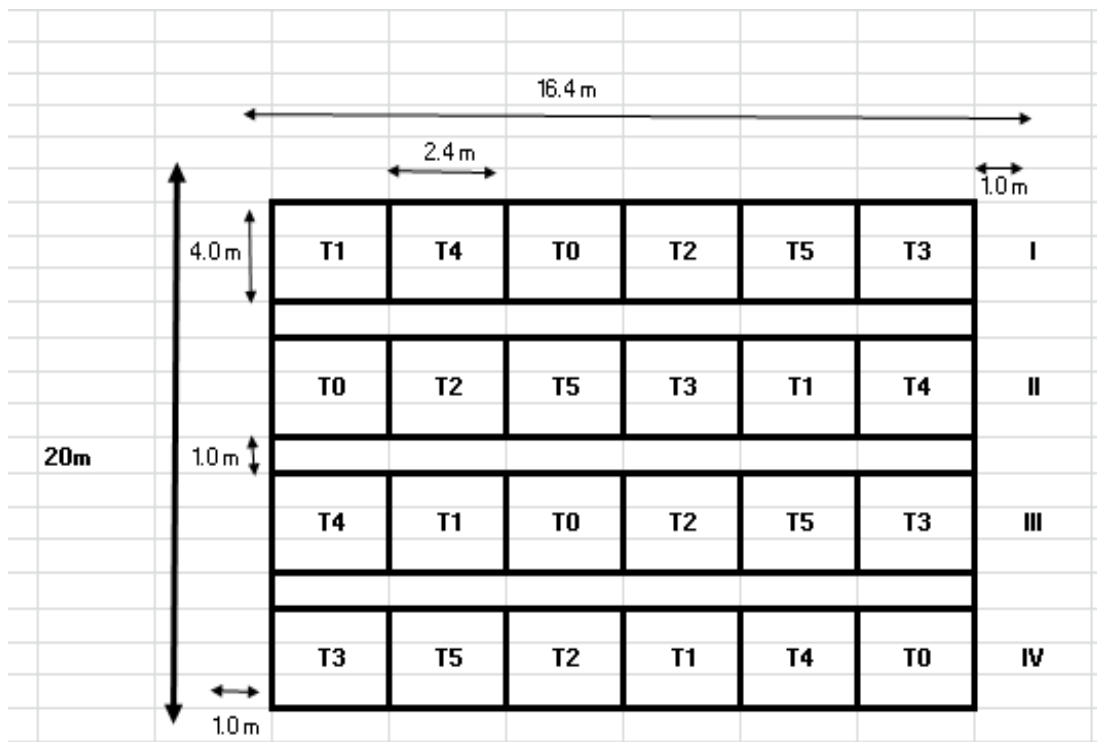 16.4 m
2.4 m
1.0 m
4.0 m T1 T4 T0 T2 T5 T3 I
T0 T2 T5 T3 T1 T4 II
20m 1.0 m
T4 T1 T0 T2 T5 T3 III
T3 T5 T2 T1 T4 T0 IV
1.0 m